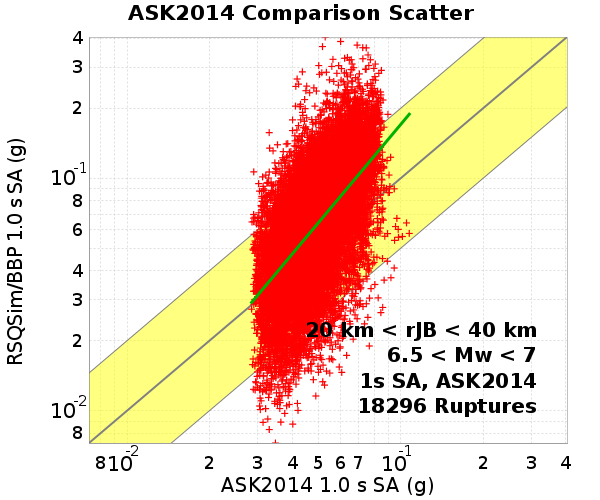 ASK2014 Comparison Scatter
RSQSim/BBP 1.0 s SA (g)
4
3
2
10-1
8
6
4
3
2
10-2
8
20 km < rJB < 40 km
6.5 < Mw < 7
1s SA, ASK2014
18296 Ruptures
8 10-2 2 3 4 5 6 7 10-1 2 3 4
ASK2014 1.0 s SA (g)